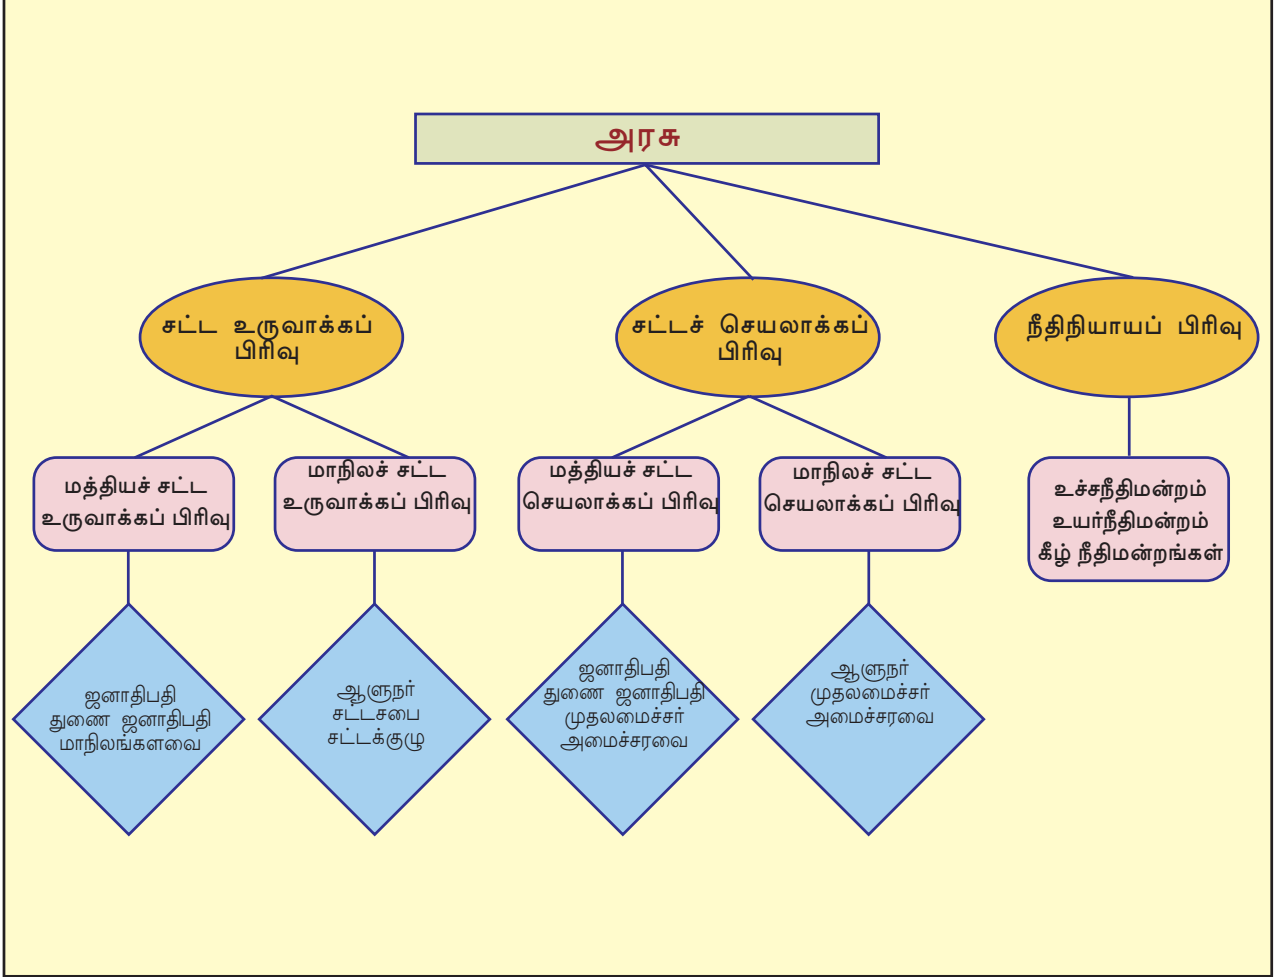 அரசு
சட்ட உருவாக்கப்
பிரிவு
சட்டச் செயலாக்கப்
பிரிவு
நீதிநியாயப் பிரிவு
மத்தியச் சட்ட
உருவாக்கப் பிரிவு
மாநிலச் சட்ட
உருவாக்கப் பிரிவு
மத்தியச் சட்ட
செயலாக்கப் பிரிவு
மாநிலச் சட்ட
செயலாக்கப் பிரிவு
உச்சநீதிமன்றம்
உயர்நீதிமன்றம்
கீழ் நீதிமன்றங்கள்
ஜனாதிபதி
துணை ஜனாதிபதி
மாநிலங்களவை
ஆளுநர்
சட்டசபை
சட்டக்குழு
ஜனாதிபதி
துணை ஜனாதிபதி
முதலமைச்சர்
அமைச்சரவை
ஆளுநர்
முதலமைச்சர்
அமைச்சரவை